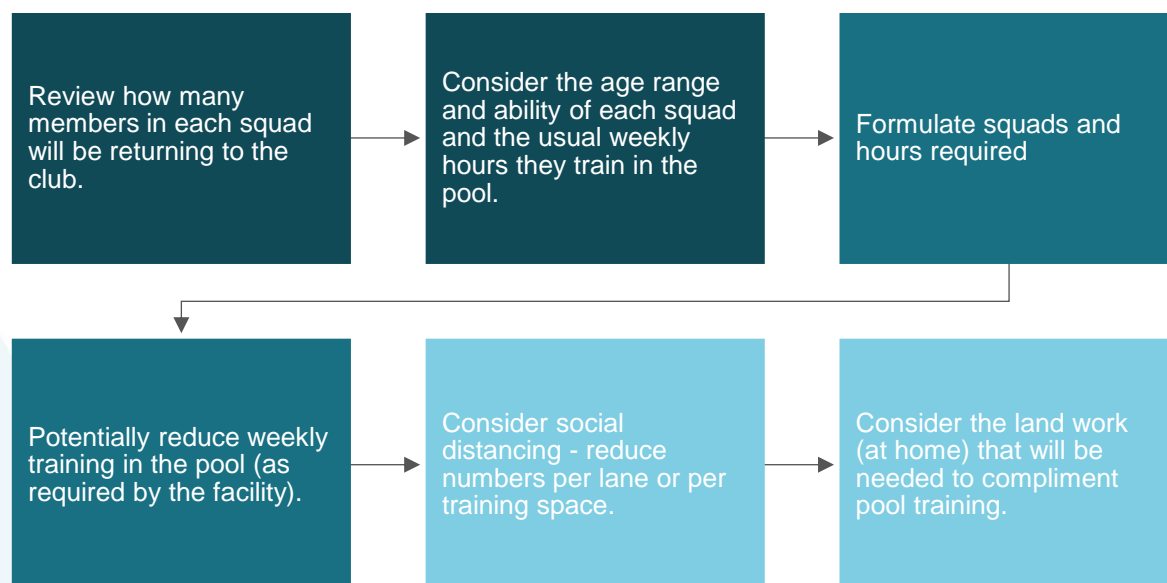 Review how many
members in each squad
will be returning to the
club.
Consider the age range
and ability of each squad
and the usual weekly
hours they train in the
pool.
Formulate squads and
hours required
Potentially reduce weekly
training in the pool (as
required by the facility).
Consider social
distancing - reduce
numbers per lane or per
training space.
Consider the land work
(at home) that will be
needed to compliment
pool training.